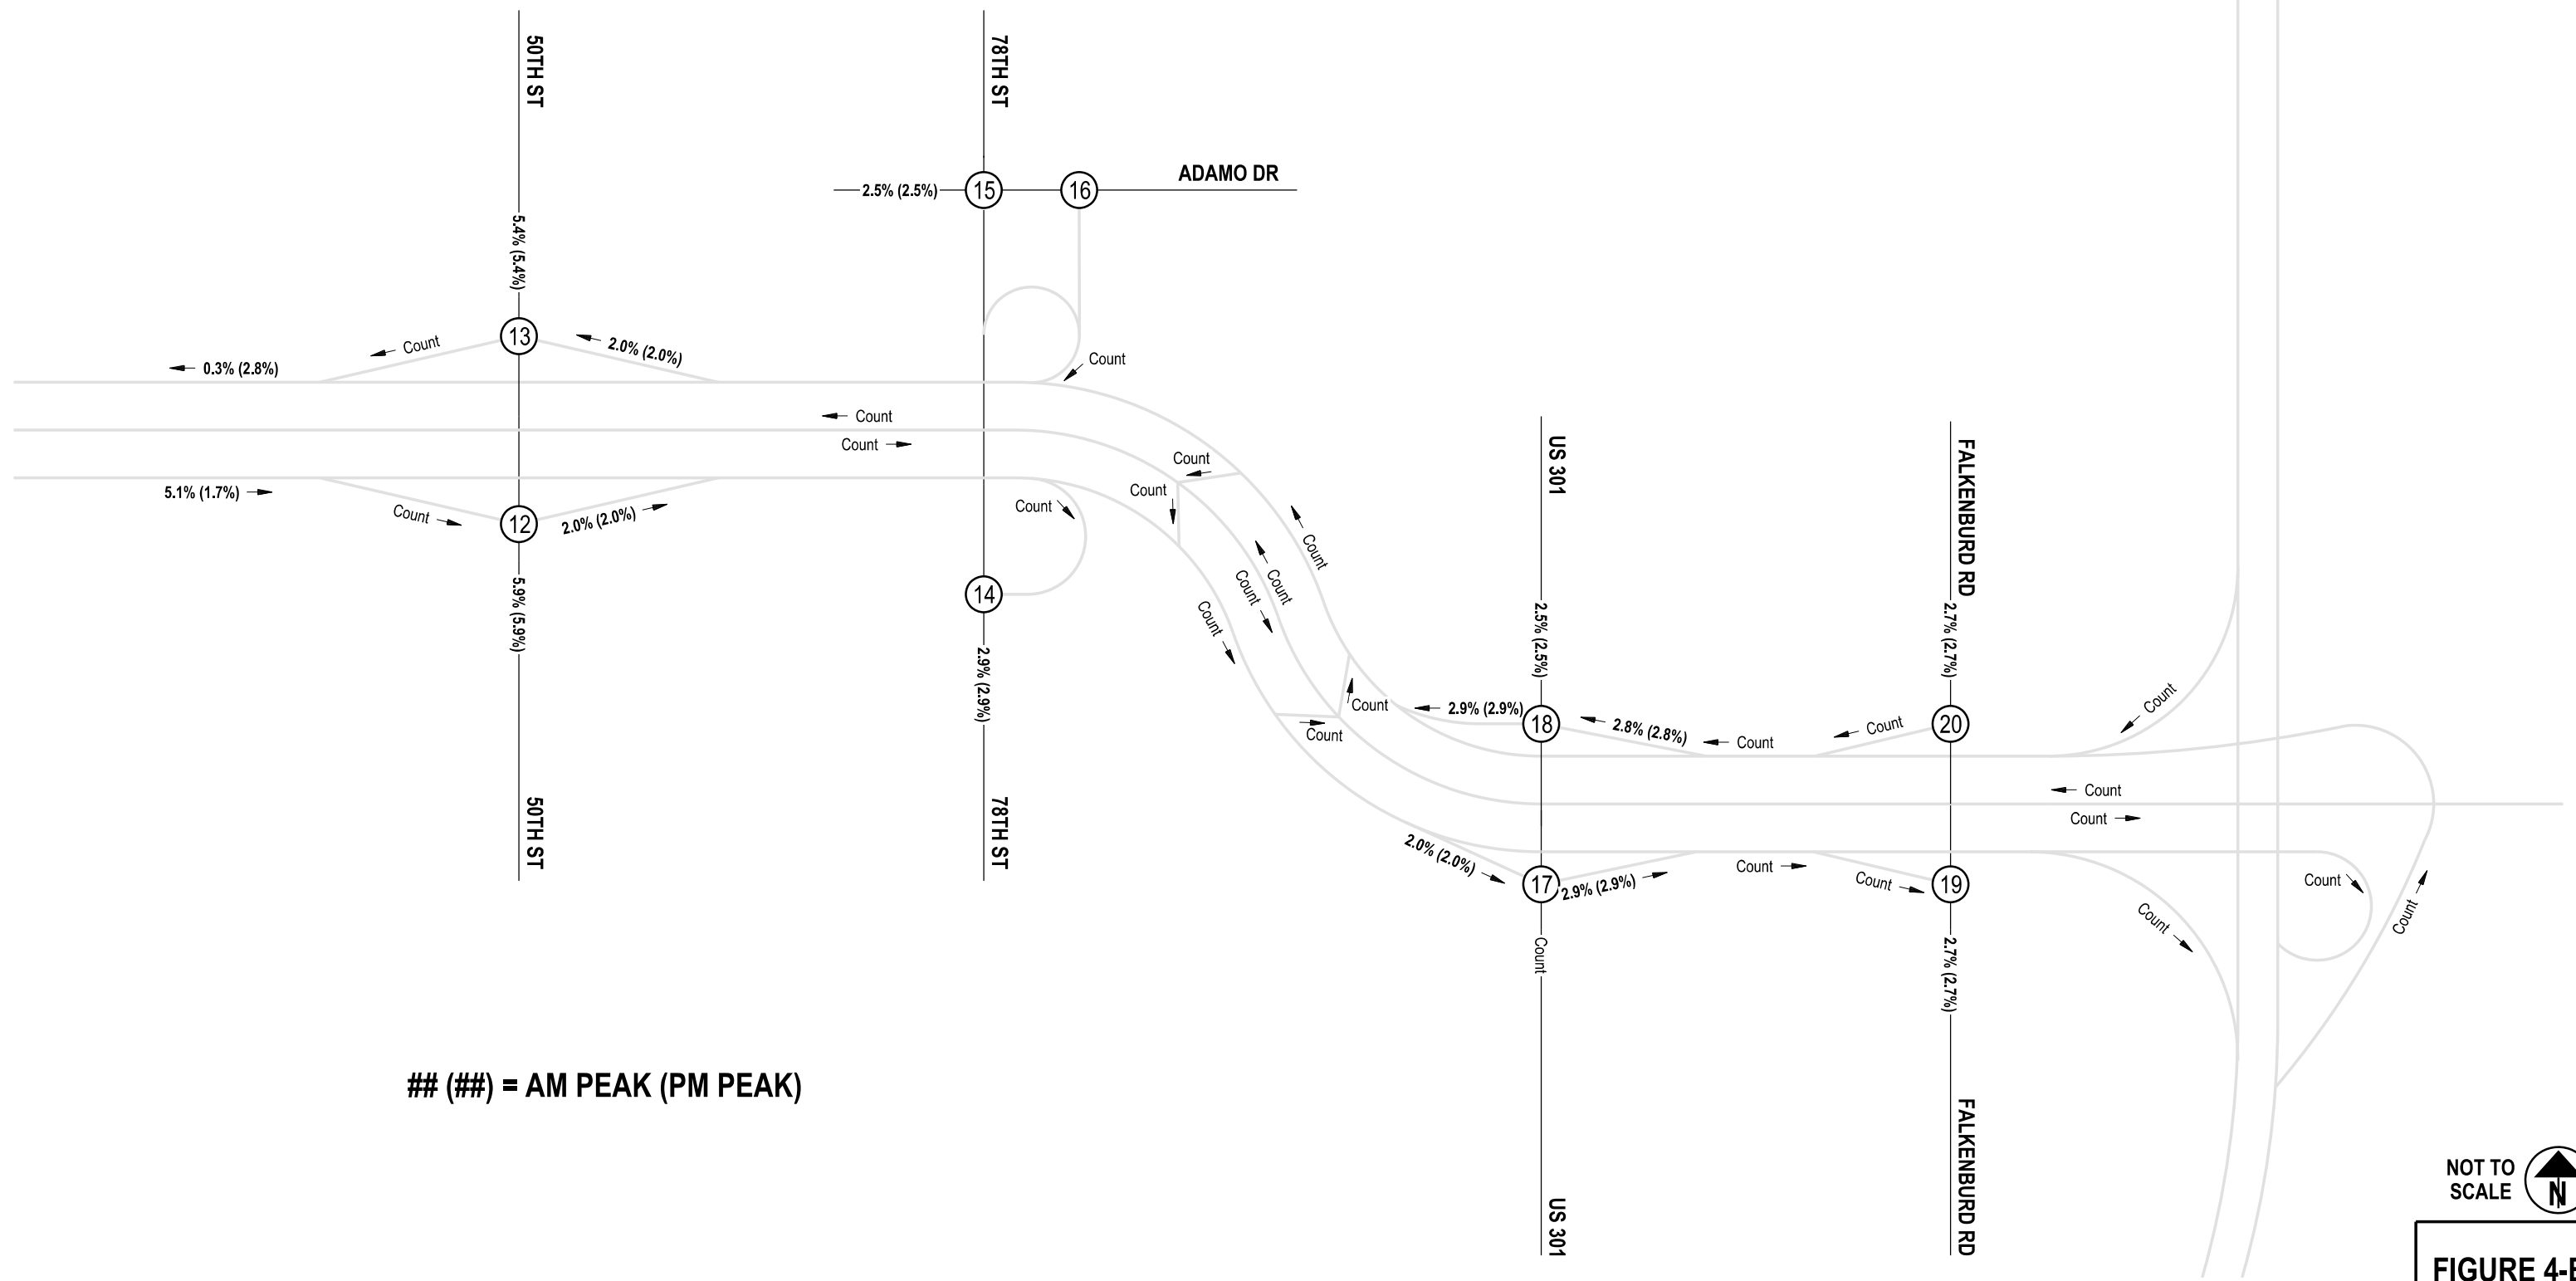 50TH ST
78TH ST
ADAMO DR
2.5% (2.5%)
15
16
5.4% (5.4%)
13
Count
2.0% (2.0%)
0.3% (2.8%)
Count
Count
Count
5.1% (1.7%)
Count
12
2.0% (2.0%)
5.9% (5.9%)
50TH ST
Count
14
2.9% (2.9%)
78TH ST
Count
Count
Count
Count
Count
Count
Count
Count
US 301
2.5% (2.5%)
2.9% (2.9%)
18
2.8% (2.8%)
Count
Count
20
FALKENBURD RD
2.7% (2.7%)
Count
Count
Count
2.0% (2.0%)
17
2.9% (2.9%)
Count
Count
19
Count
2.7% (2.7%)
Count
Count
Count
US 301
FALKENBURD RD
## (##) = AM PEAK (PM PEAK)
NOT TO
SCALE
N
FIGURE 4-